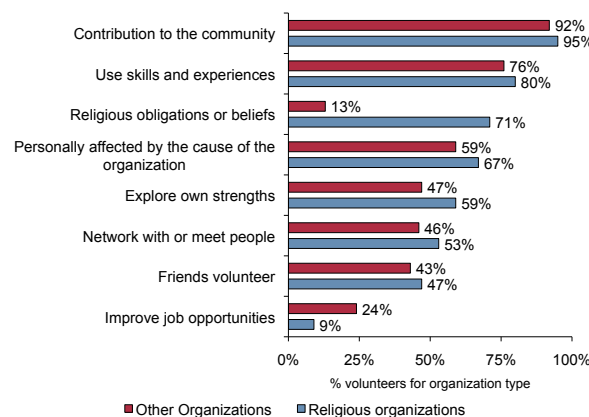 Contribution to the community
92%
95%
Use skills and experiences
76%
80%
Religious obligations or beliefs
13%
71%
Personally affected by the cause of the
organization
59%
67%
Explore own strengths
47%
59%
Network with or meet people
46%
53%
Friends volunteer
43%
47%
Improve job opportunities
24%
9%
0% 25% 50% 75% 100%
% volunteers for organization type
Other Organizations Religious organizations